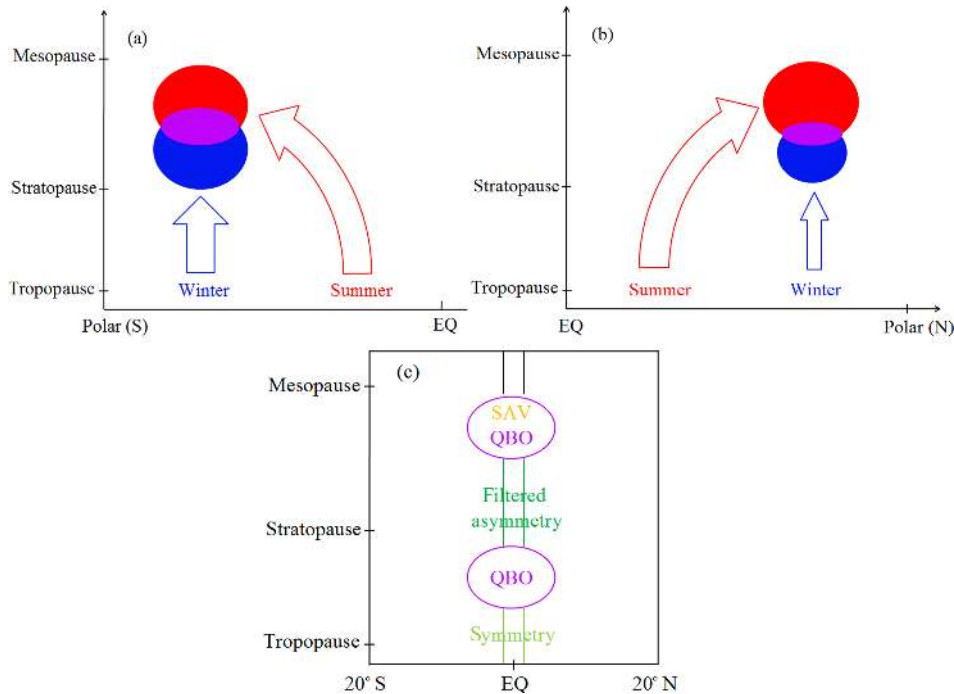 (a)
Mesopause
Stratopause
Tropopause
Winter
Summer
Polar (S)
EQ
(b)
Mesopause
Stratopause
Tropopause
Summer
Winter
EQ
Polar (N)
(c)
Mesopause
SAV
QBO
Filtered
asymmetry
Stratopause
QBO
Symmetry
Tropopause
20° S
EQ
20° N